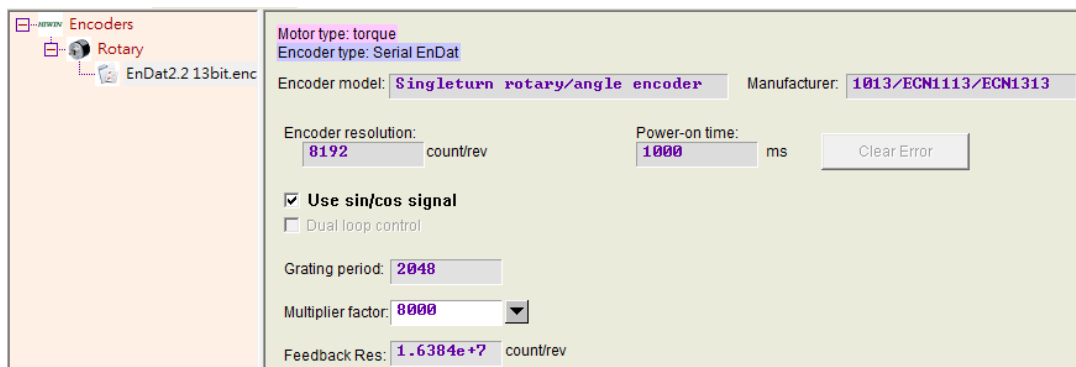 HIWIN Encoders
Rotary
EnDat2.2 13bit.enc
Motor type: torque
Encoder type: Serial EnDat
Encoder model: Singleturn rotary/angle encoder Manufacturer: 1013/ECN1113/ECN1313
Encoder resolution: Power-on time:
8192 count/rev 1000 ms Clear Error
Use sin/cos signal
Dual loop control
Grating period: 2048
Multiplier factor: 8000
Feedback Res: 1.6384e+7 count/rev